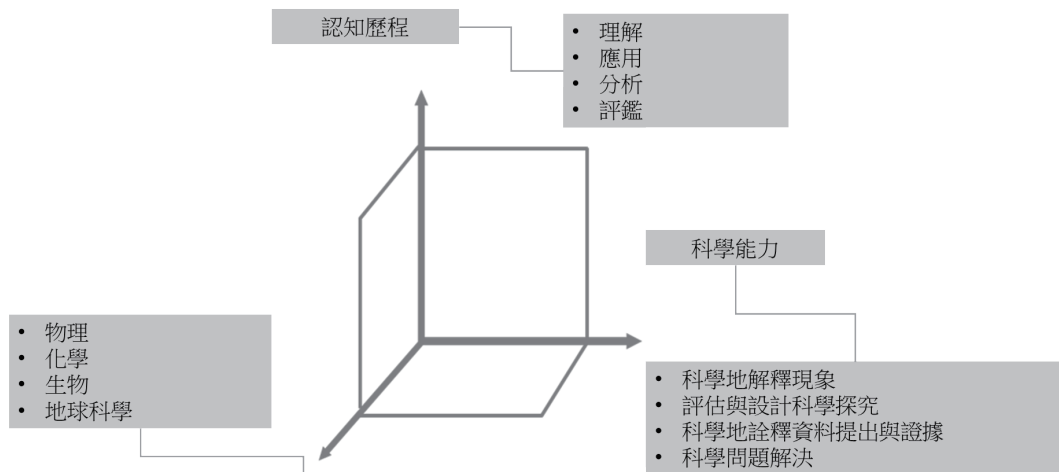 認知歷程
• 理解
• 應用
• 分析
• 評鑑
科學能力
• 物理
• 化學
• 生物
• 地球科學
• 科學地解釋現象
• 評估與設計科學探究
• 科學地詮釋資料提出與證據
• 科學問題解決